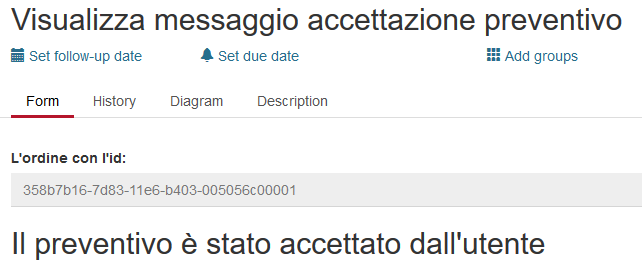 Visualizza messaggio accettazione preventivo
Set follow-up date Set due date Add groups
Form History Diagram Description
L'ordine con l'id:
358b7b16-7d83-11e6-b403-005056c00001
Il preventivo è stato accettato dall'utente